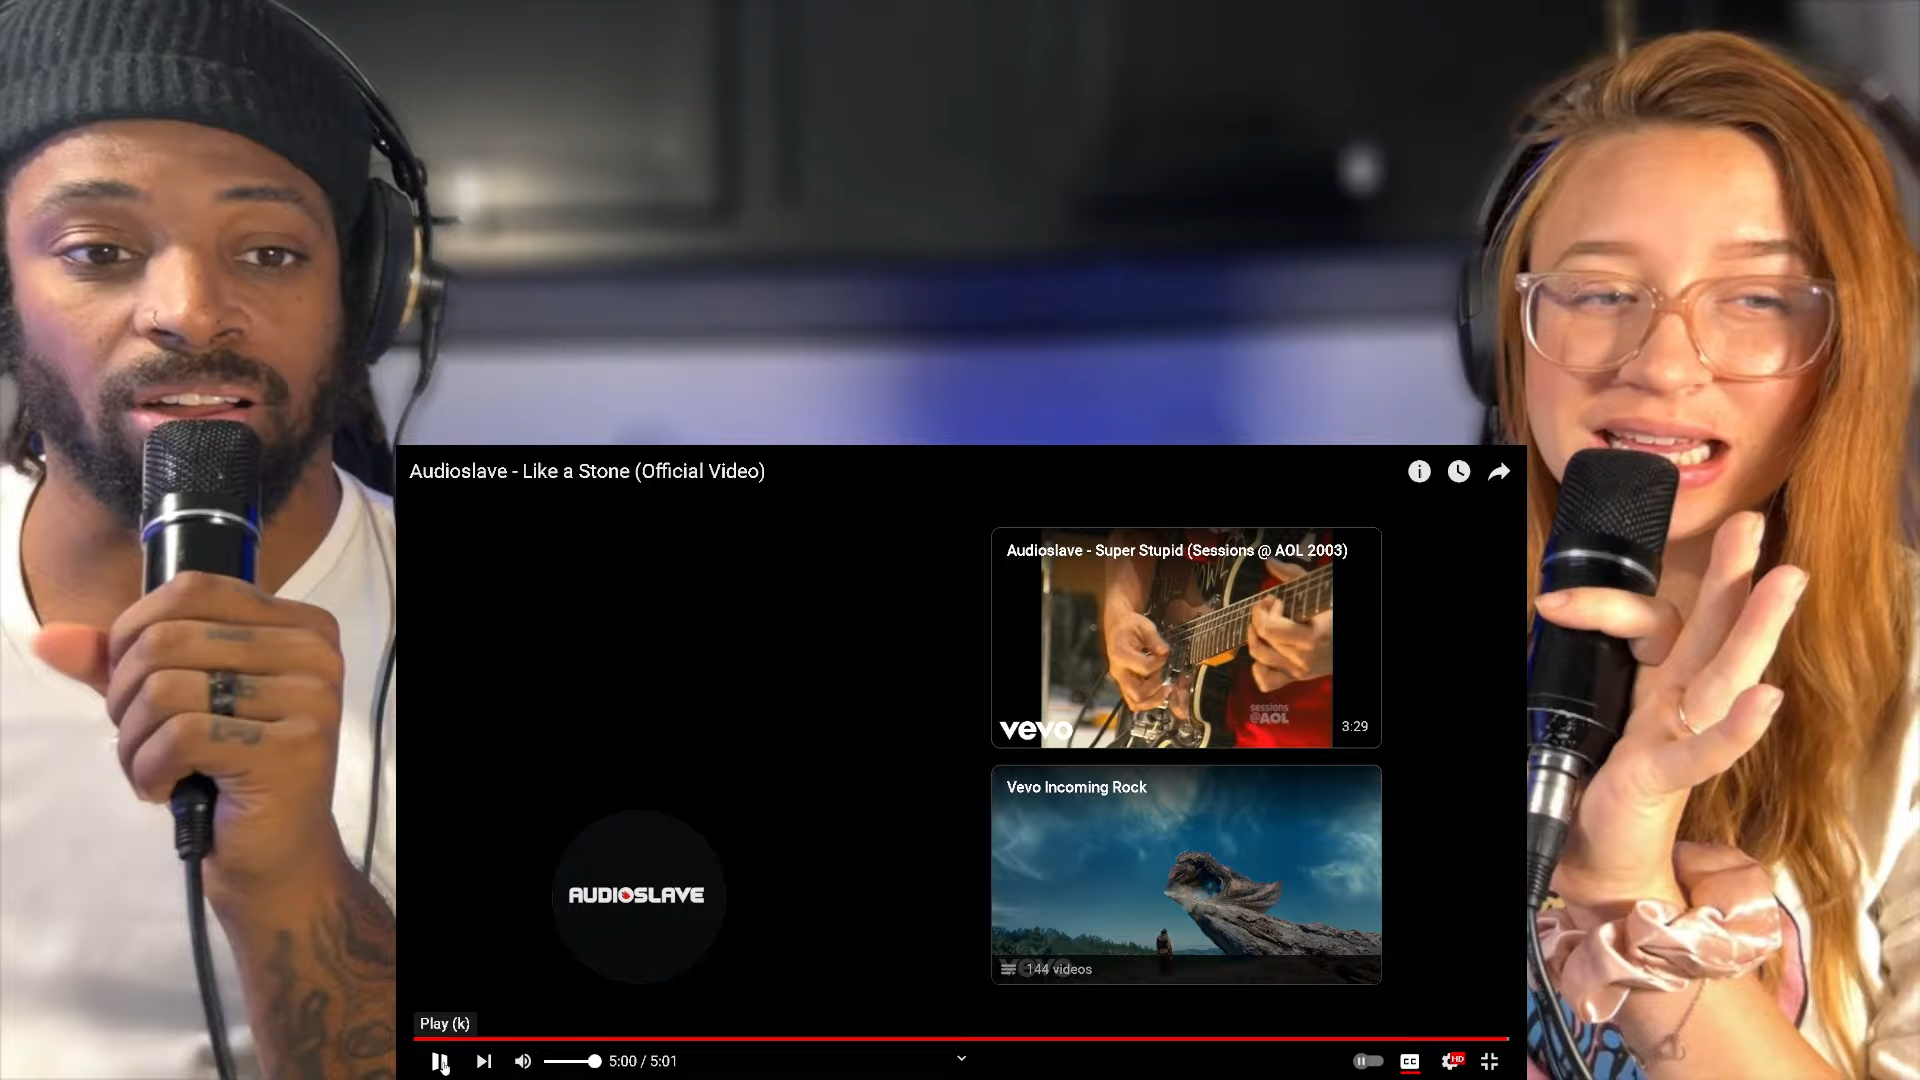 Audioslave - Like a Stone (Official Video)
Audioslave - Super Stupid (Sessions @ AOL 2003)
sessions
@AOL
vevo
3:29
Vevo Incoming Rock
AUDIOSLAVE
144 videos
Play (k)
5:00 / 5:01
CC
HD